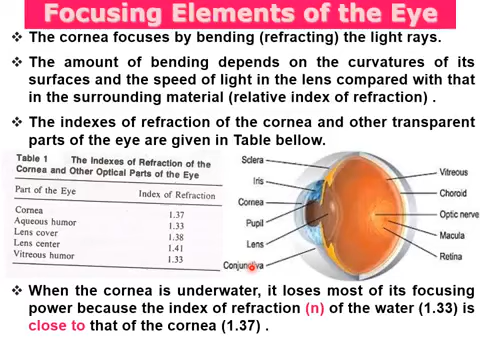 Focusing Elements of the Eye
❖ The cornea focuses by bending (refracting) the light rays.
❖ The amount of bending depends on the curvatures of its
surfaces and the speed of light in the lens compared with that
in the surrounding material (relative index of refraction) .
❖ The indexes of refraction of the cornea and other transparent
parts of the eye are given in Table bellow.
Table 1 The Indexes of Refraction of the
Cornea and Other Optical Parts of the Eye
Part of the Eye Index of Refraction
Cornea 1.37
Aqueous humor 1.33
Lens cover 1.38
Lens center 1.41
Vitreous humor 1.33
Sclera
Iris
Cornea
Pupil
Lens
Conjunctiva
Vitreous
Choroid
Optic nerve
Macula
Retina
❖ When the cornea is underwater, it loses most of its focusing
power because the index of refraction (n) of the water (1.33) is
close to that of the cornea (1.37) .